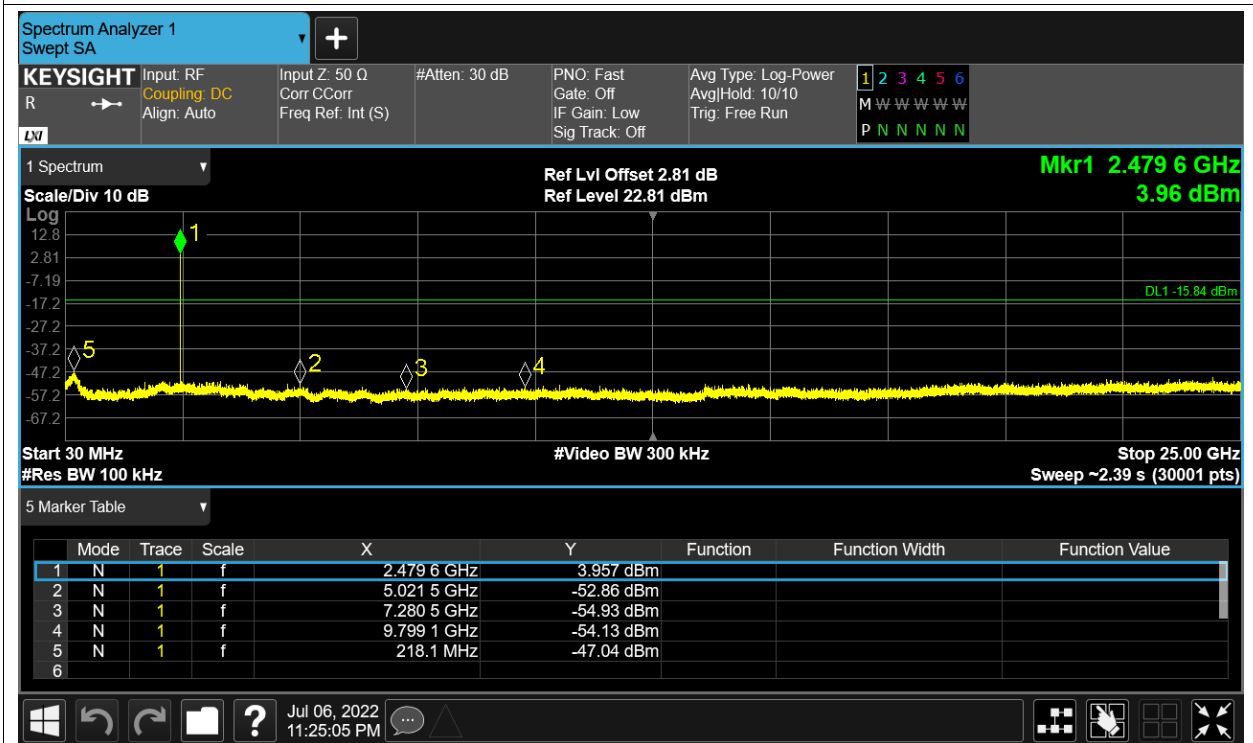 Spectrum Analyzer 1
Swept SA
KEYSIGHT
R
LXI
Input: RF
Coupling: DC
Align: Auto
Input Z: 50 Ω
Corr CCorr
Freq Ref: Int (S)
#Atten: 30 dB
PNO: Fast
Gate: Off
IF Gain: Low
Sig Track: Off
Avg Type: Log-Power
Avg|Hold: 10/10
Trig: Free Run
1 2 3 4 5 6
M W W W W W
P N N N N N
1 Spectrum
Scale/Div 10 dB
Ref Lvl Offset 2.81 dB
Ref Level 22.81 dBm
Mkr1 2.479 6 GHz
3.96 dBm
Log
12.8
2.81
-7.19
-17.2
-27.2
-37.2
-47.2
-57.2
-67.2
1
DL1 -15.84 dBm
5
2
3
4
Start 30 MHz
#Res BW 100 kHz
#Video BW 300 kHz
Stop 25.00 GHz
Sweep ~2.39 s (30001 pts)
5 Marker Table
Mode Trace Scale X Y Function Function Width Function Value
1 N 1 f 2.479 6 GHz 3.957 dBm
2 N 1 f 5.021 5 GHz -52.86 dBm
3 N 1 f 7.280 5 GHz -54.93 dBm
4 N 1 f 9.799 1 GHz -54.13 dBm
5 N 1 f 218.1 MHz -47.04 dBm
6
?
Jul 06, 2022
11:25:05 PM